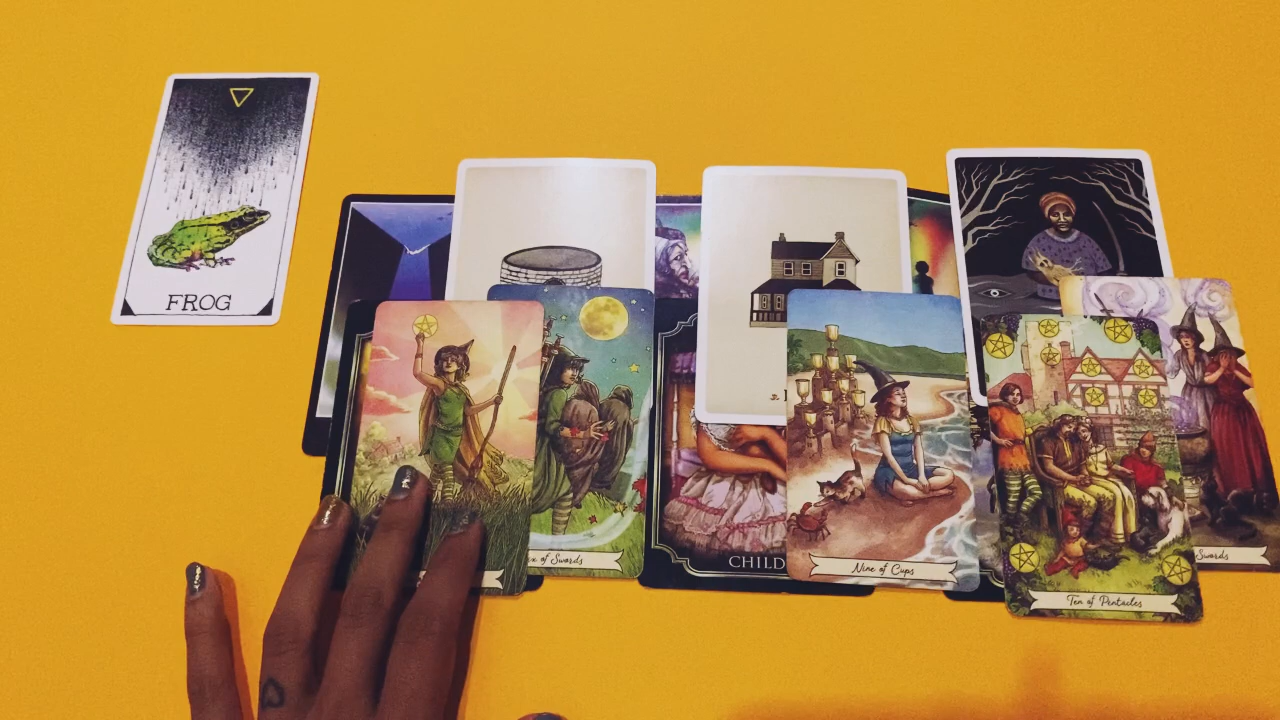 FROG
CHILD
x of Swords
Nine of Cups
Swords
Ten of Pentacles